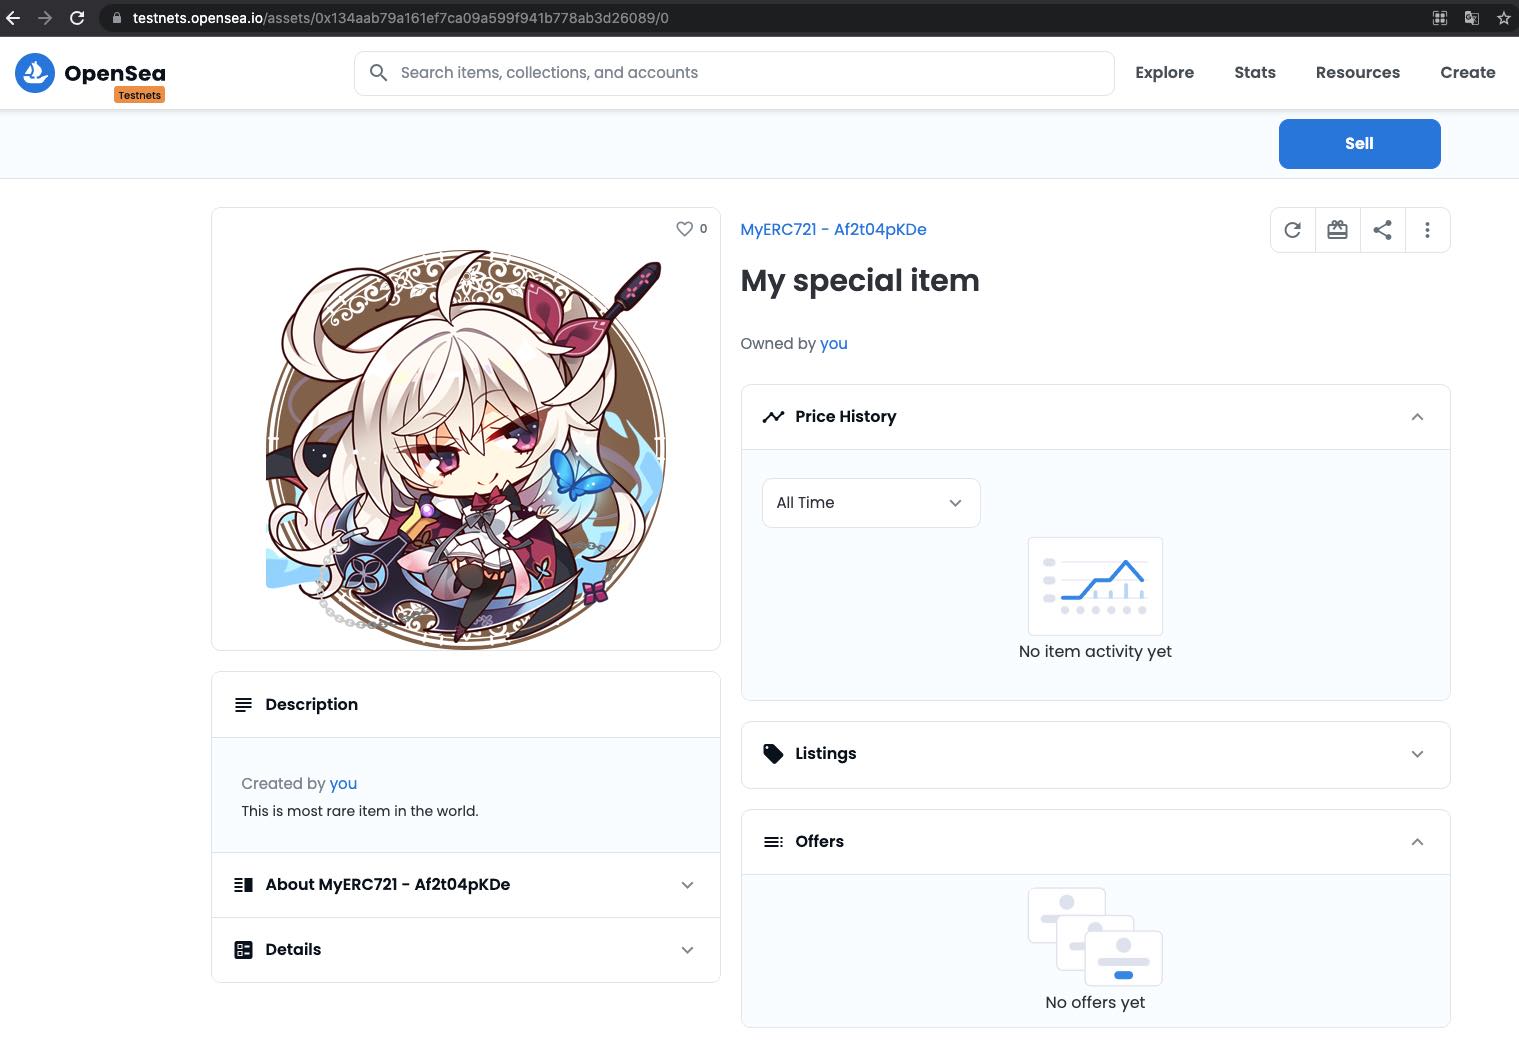 testnets.opensea.io/assets/0x134aab79a161ef7ca09a599f941b778ab3d26089/0
OpenSea
Testnets
Search items, collections, and accounts
Explore
Stats
Resources
Create
Sell
0
MyERC721 - Af2t04pKDe
My special item
Owned by you
Price History
All Time
No item activity yet
Description
Created by you
This is most rare item in the world.
About MyERC721 - Af2t04pKDe
Details
Listings
Offers
No offers yet